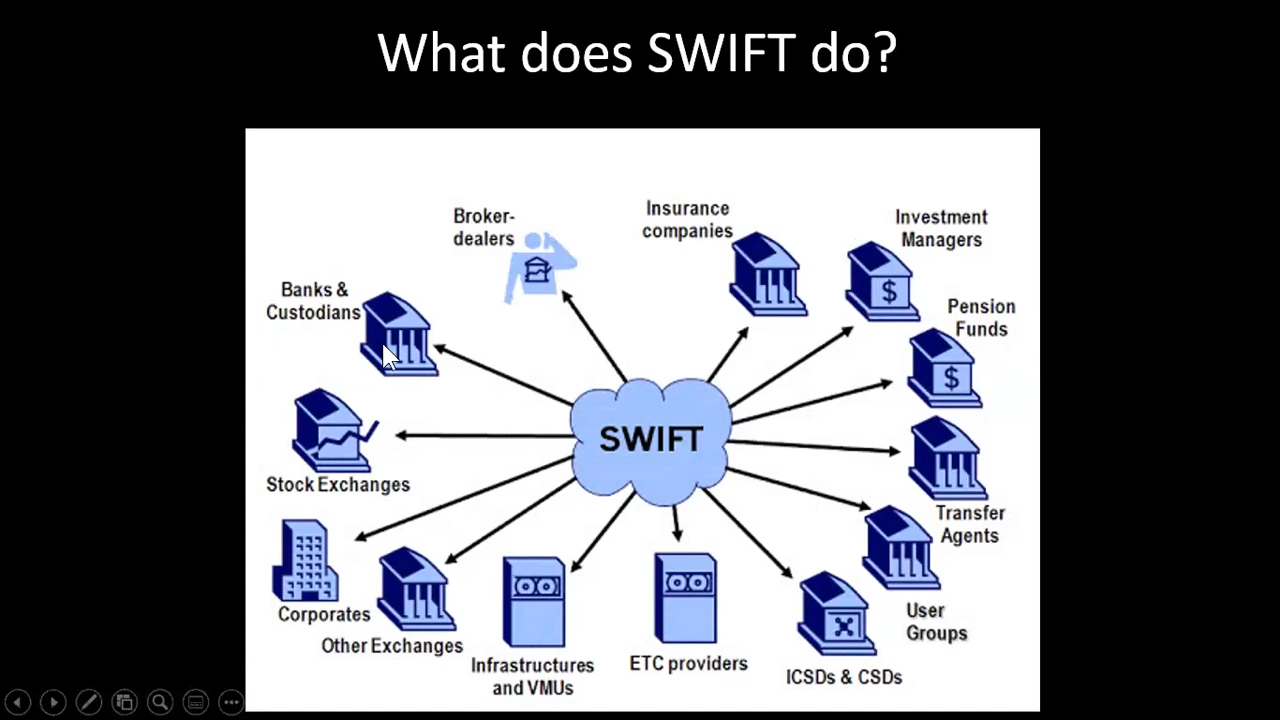 What does SWIFT do?
Broker-
dealers
Insurance
companies
Investment
Managers
Banks &
Custodians
Pension
Funds
SWIFT
Stock Exchanges
Transfer
Agents
Corporates
Other Exchanges
User
Groups
Infrastructures
and VMUs
ETC providers
ICSDs & CSDs
$
$